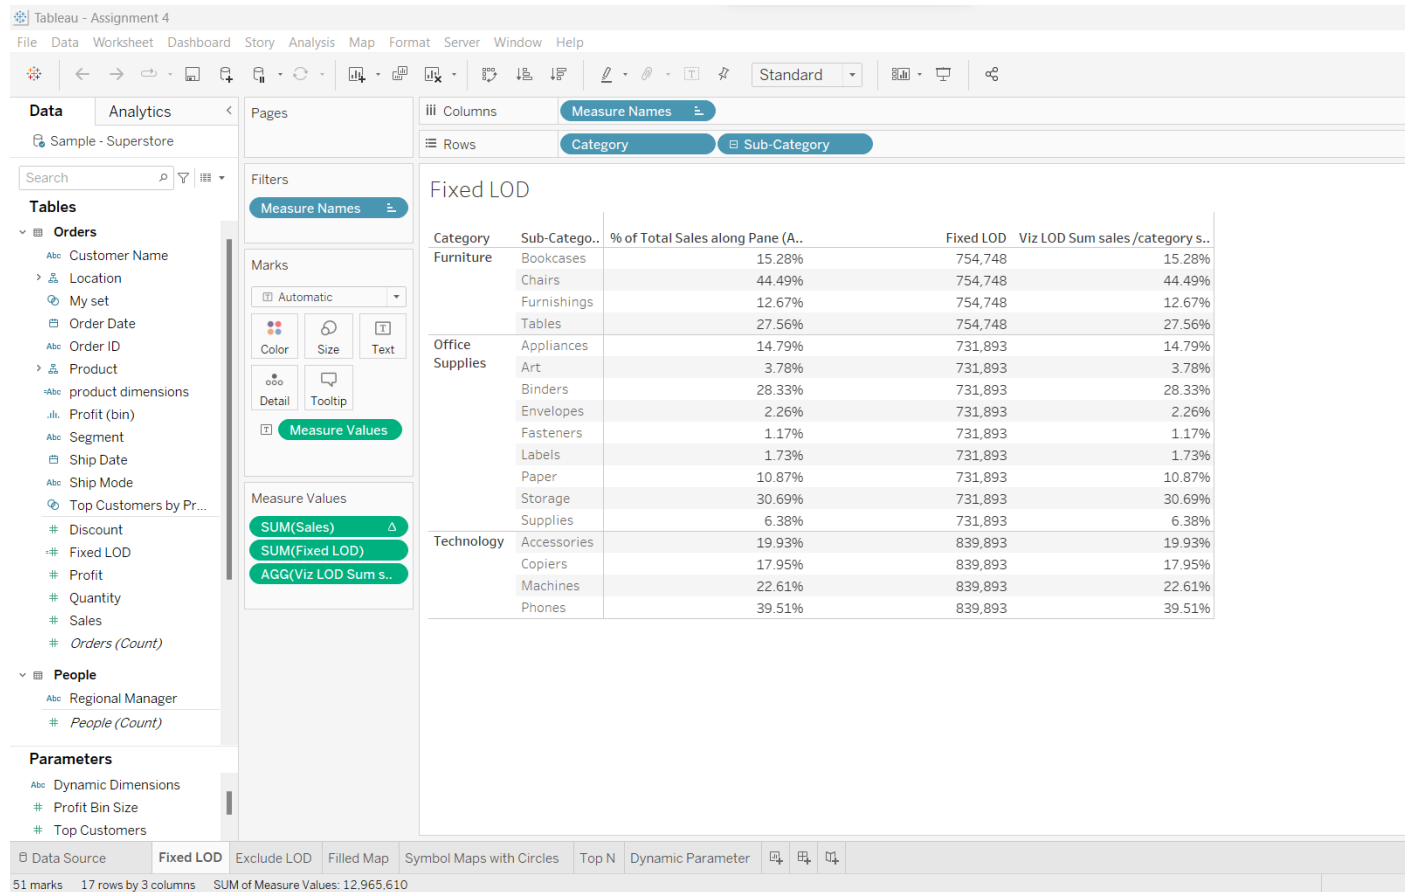 Tableau - Assignment 4
File Data Worksheet Dashboard Story Analysis Map Format Server Window Help
Standard
Data Analytics
Sample - Superstore
Search
Tables
Orders
Abc Customer Name
Location
My set
Order Date
Abc Order ID
Product
=Abc product dimensions
Profit (bin)
Abc Segment
Ship Date
Abc Ship Mode
Top Customers by Pr...
# Discount
=# Fixed LOD
# Profit
# Quantity
# Sales
# Orders (Count)
People
Abc Regional Manager
# People (Count)
Parameters
Abc Dynamic Dimensions
# Profit Bin Size
# Top Customers
Pages
Filters
Measure Names
Marks
Automatic
Color Size Text
Detail Tooltip
Measure Values
Measure Values
SUM(Sales) Δ
SUM(Fixed LOD)
AGG(Viz LOD Sum s..
Columns Measure Names
Rows Category Sub-Category
Fixed LOD
Category Sub-Catego.. % of Total Sales along Pane (A.. Fixed LOD Viz LOD Sum sales /category s..
Furniture Bookcases 15.28% 754,748 15.28%
Chairs 44.49% 754,748 44.49%
Furnishings 12.67% 754,748 12.67%
Tables 27.56% 754,748 27.56%
Office Supplies Appliances 14.79% 731,893 14.79%
Art 3.78% 731,893 3.78%
Binders 28.33% 731,893 28.33%
Envelopes 2.26% 731,893 2.26%
Fasteners 1.17% 731,893 1.17%
Labels 1.73% 731,893 1.73%
Paper 10.87% 731,893 10.87%
Storage 30.69% 731,893 30.69%
Supplies 6.38% 731,893 6.38%
Technology Accessories 19.93% 839,893 19.93%
Copiers 17.95% 839,893 17.95%
Machines 22.61% 839,893 22.61%
Phones 39.51% 839,893 39.51%
Data Source Fixed LOD Exclude LOD Filled Map Symbol Maps with Circles Top N Dynamic Parameter
51 marks 17 rows by 3 columns SUM of Measure Values: 12,965,610